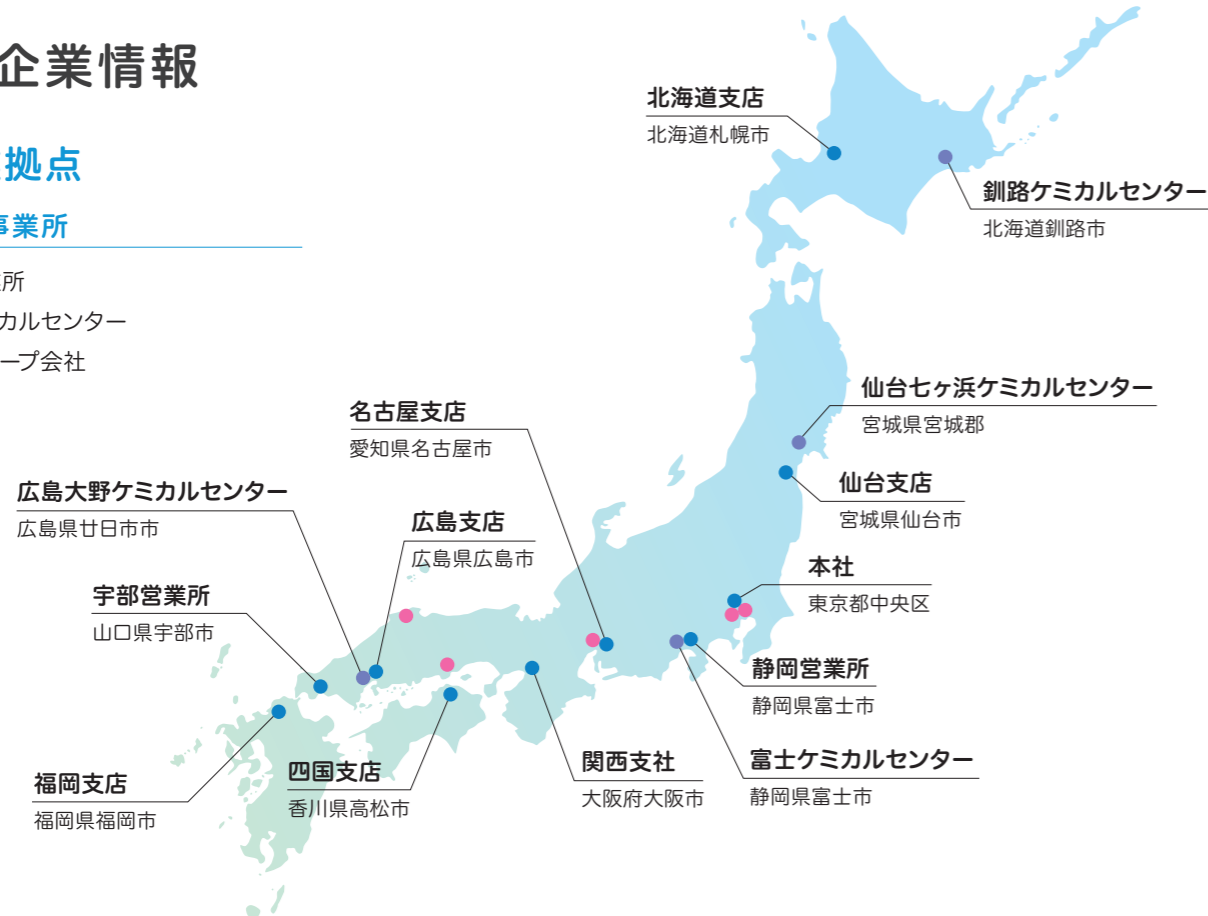 企業情報
拠点
事業所
業所
カルセンター
ープ会社
北海道支店
北海道札幌市
釧路ケミカルセンター
北海道釧路市
仙台七ヶ浜ケミカルセンター
宮城県宮城郡
名古屋支店
愛知県名古屋市
仙台支店
宮城県仙台市
広島大野ケミカルセンター
広島県廿日市市
広島支店
広島県広島市
本社
東京都中央区
宇部営業所
山口県宇部市
静岡営業所
静岡県富士市
富士ケミカルセンター
静岡県富士市
関西支社
大阪府大阪市
四国支店
香川県高松市
福岡支店
福岡県福岡市